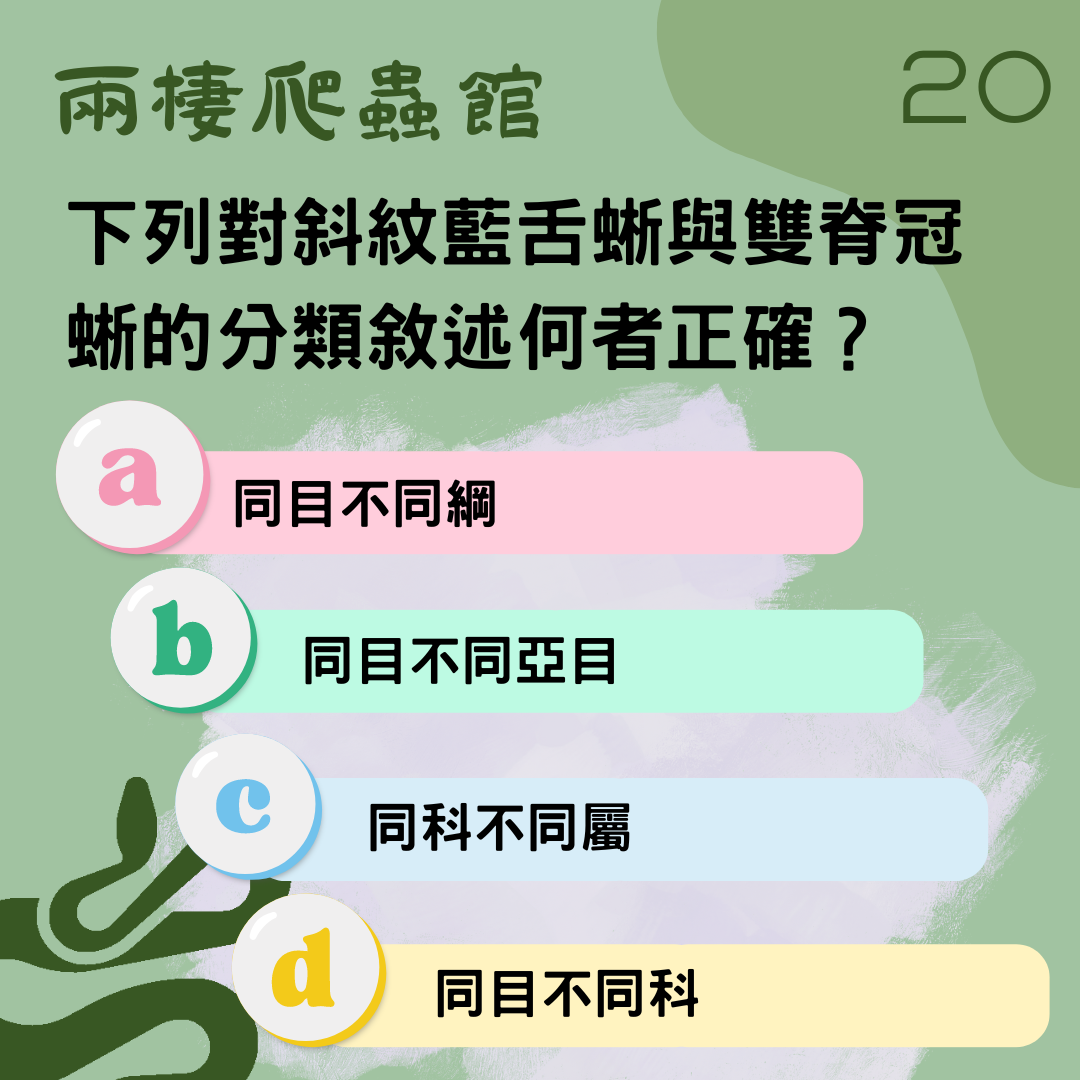 兩棲爬蟲館
20
下列對斜紋藍舌蜥與雙脊冠
蜥的分類敘述何者正確？
a
同目不同綱
b
同目不同亞目
c
同科不同屬
d
同目不同科